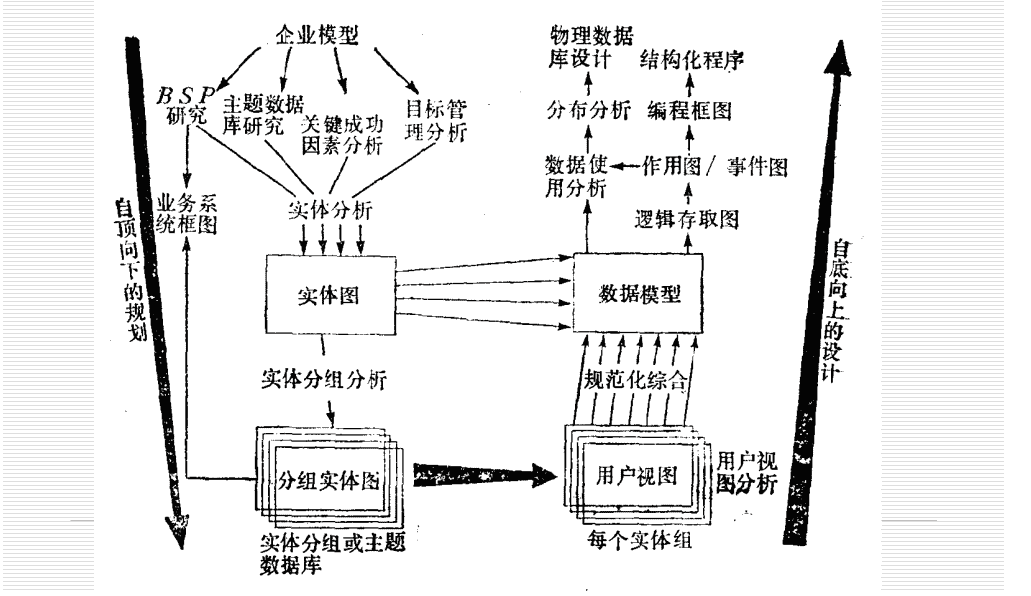 企业模型
BSP
研究
主题数据
库研究
关键成功
因素分析
目标管
理分析
业务系
统框图
实体分析
实体图
实体分组分析
分组实体图
实体分组或主题
数据库
自顶向下的规划
物理数据
库设计
结构化程序
分布分析
编程框图
数据使
用分析
作用图/事件图
逻辑存取图
数据模型
规范化综合
用户视图
用户视
图分析
每个实体组
自底向上的设计